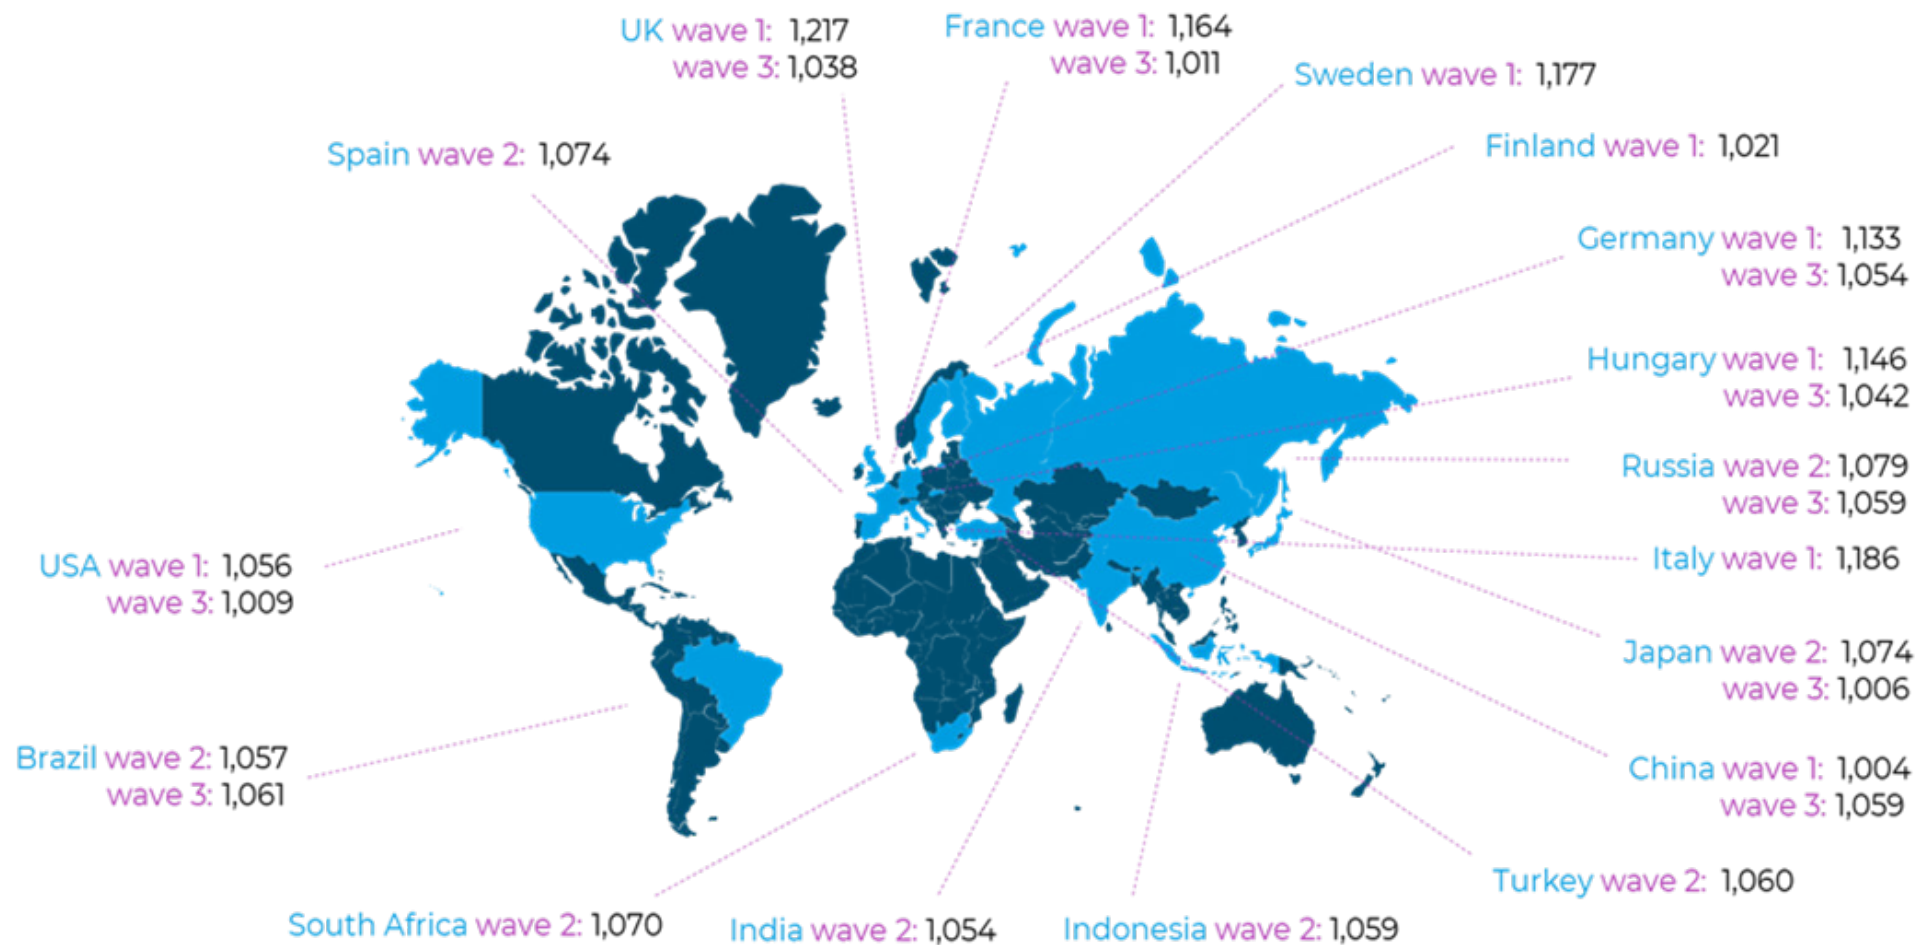 UK wave 1: 1,217
wave 3: 1,038
France wave 1: 1,164
wave 3: 1,011
Sweden wave 1: 1,177
Finland wave 1: 1,021
Spain wave 2: 1,074
Germany wave 1: 1,133
wave 3: 1,054
Hungary wave 1: 1,146
wave 3: 1,042
Russia wave 2: 1,079
wave 3: 1,059
Italy wave 1: 1,186
USA wave 1: 1,056
wave 3: 1,009
Japan wave 2: 1,074
wave 3: 1,006
Brazil wave 2: 1,057
wave 3: 1,061
China wave 1: 1,004
wave 3: 1,059
Turkey wave 2: 1,060
South Africa wave 2: 1,070
India wave 2: 1,054
Indonesia wave 2: 1,059